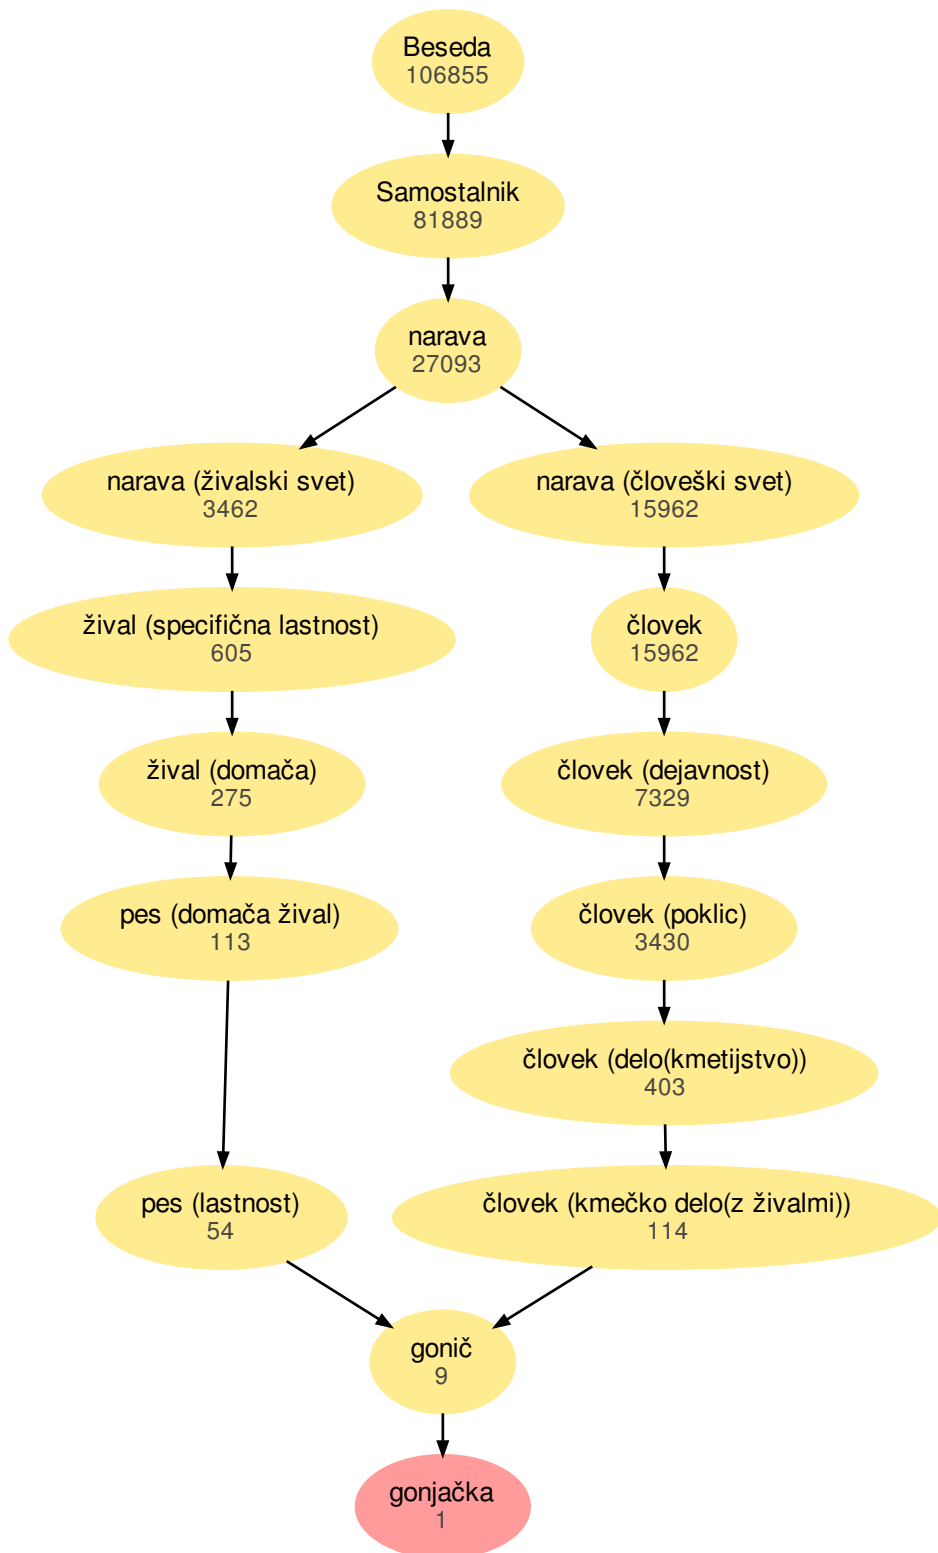 Beseda
106855
Samostalnik
81889
narava
27093
narava (živalski svet)
3462
narava (človeški svet)
15962
žival (specifična lastnost)
605
človek
15962
žival (domača)
275
človek (dejavnost)
7329
pes (domača žival)
113
človek (poklic)
3430
človek (delo(kmetijstvo))
403
pes (lastnost)
54
človek (kmečko delo(z živalmi))
114
gonič
9
gonjačka
1